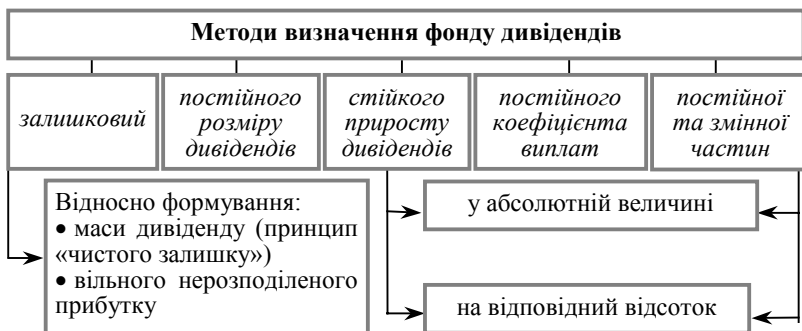 Методи визначення фонду дивідендів
залишковий
постійного
розміру
дивідендів
стійкого
приросту
дивідендів
постійного
коефіцієнта
виплат
постійної
та змінної
частин
Відносно формування:
• маси дивіденду (принцип
«чистого залишку»)
• вільного нерозподіленого
прибутку
у абсолютній величині
на відповідний відсоток